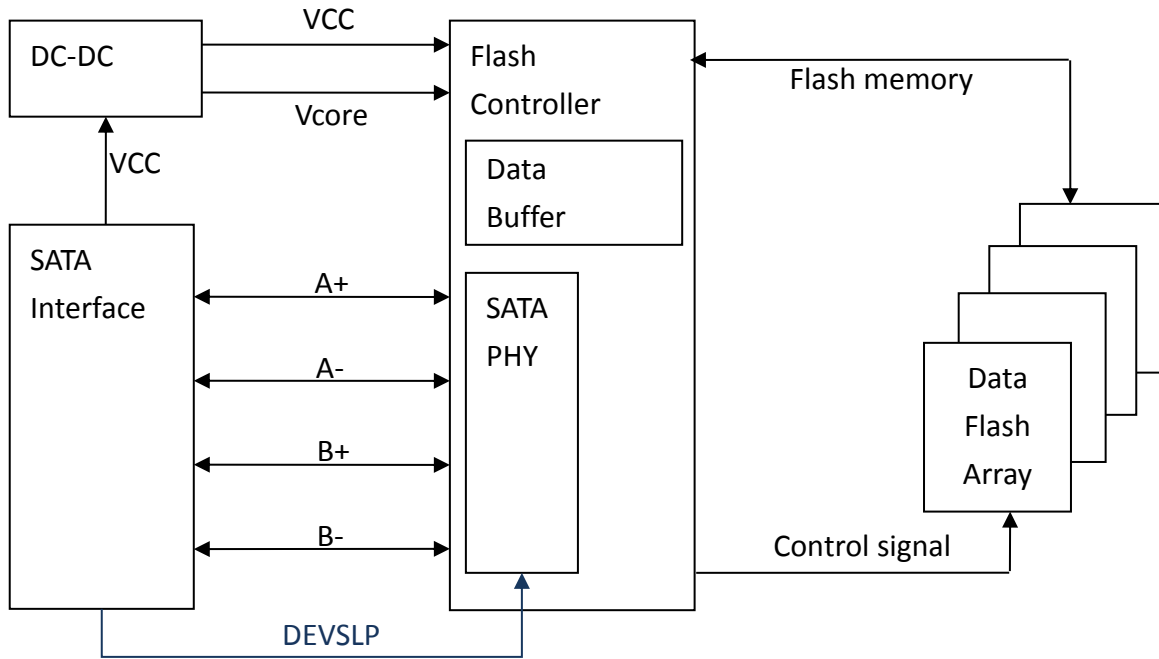 VCC
DC-DC
Vcore
VCC
Flash
Controller
Flash memory
Data
Buffer
SATA
Interface
A+
A-
B+
B-
SATA
PHY
Data
Flash
Array
Control signal
DEVSLP